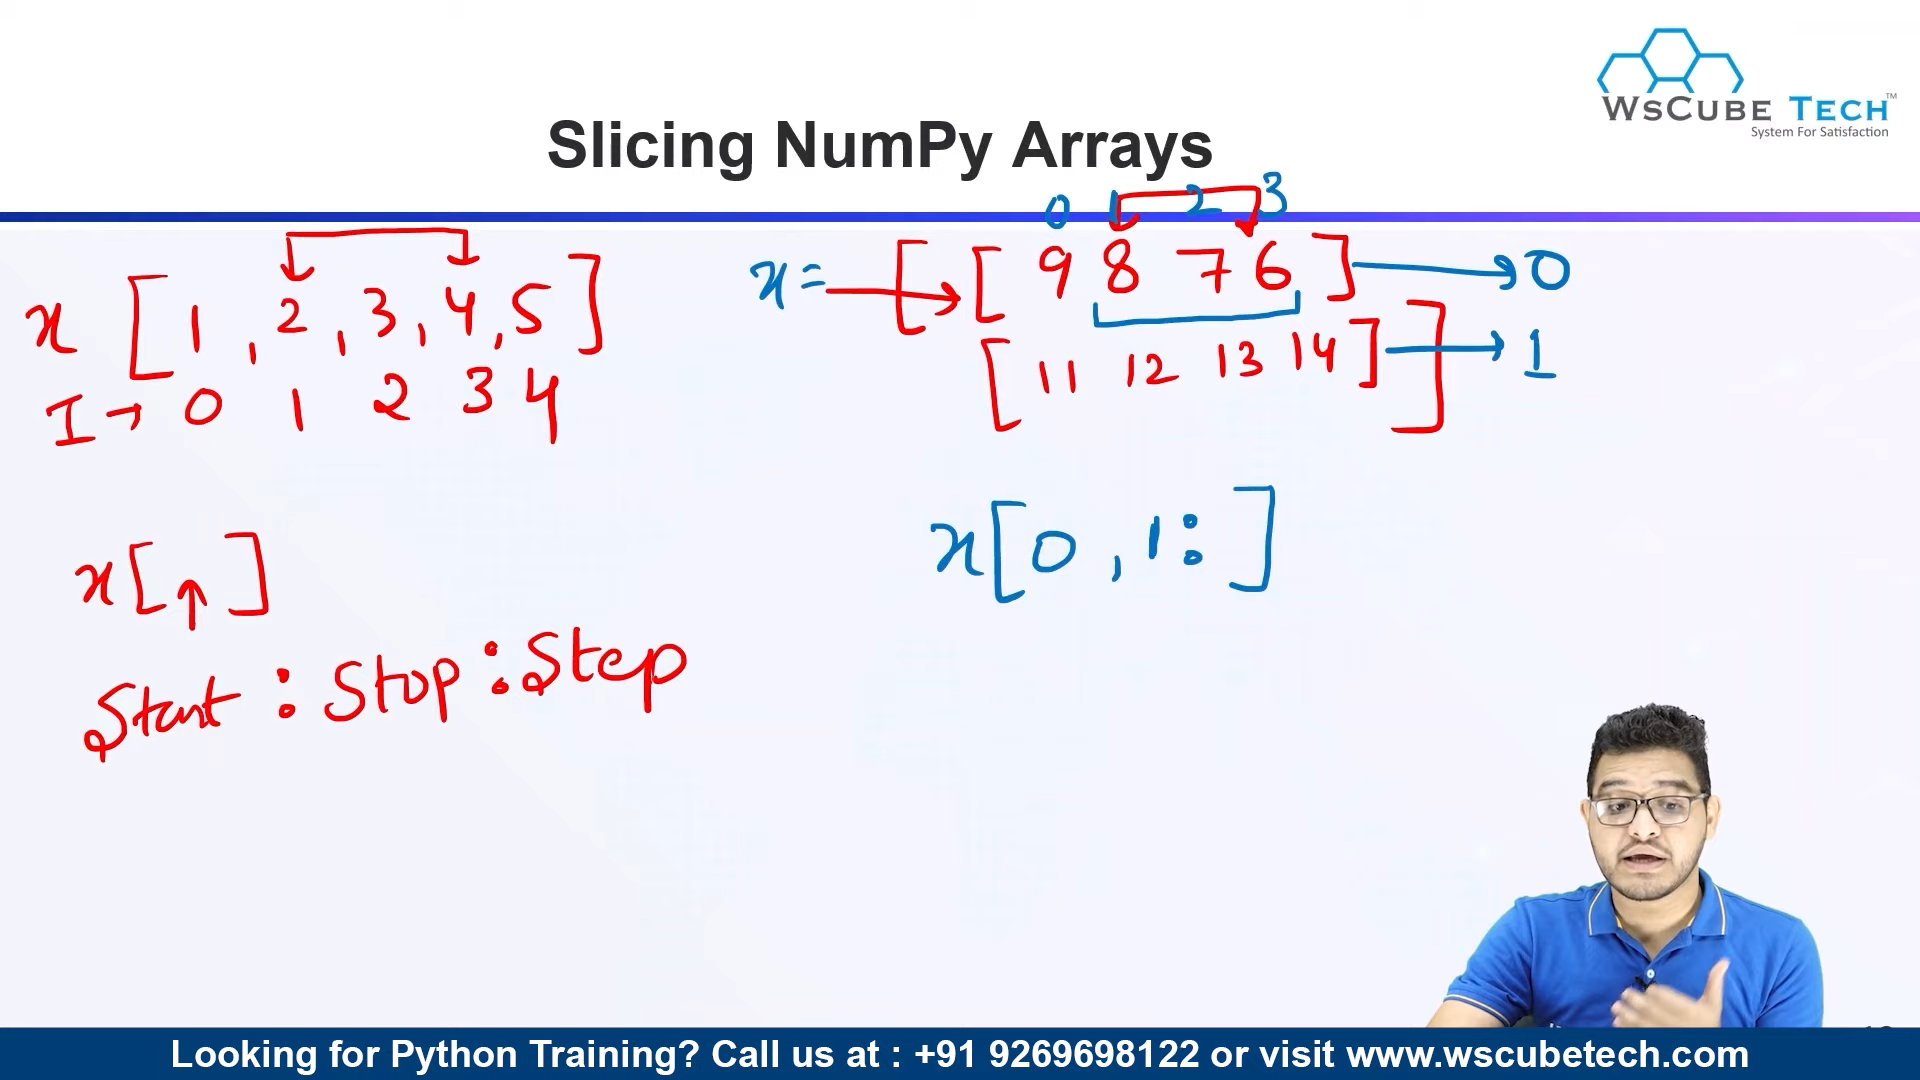 WSCUBE TECH™
System For Satisfaction
Slicing NumPy Arrays
0 1 2 3
x [ 1 , 2 , 3 , 4 , 5 ]
I → 0 1 2 3 4
x = [ [ 9 8 7 6 ] → 0
[ 11 12 13 14 ] ] → 1
x [ ↑ ]
Start : Stop : Step
x [ 0 , 1 : ]
Looking for Python Training? Call us at : +91 9269698122 or visit www.wscubetech.com